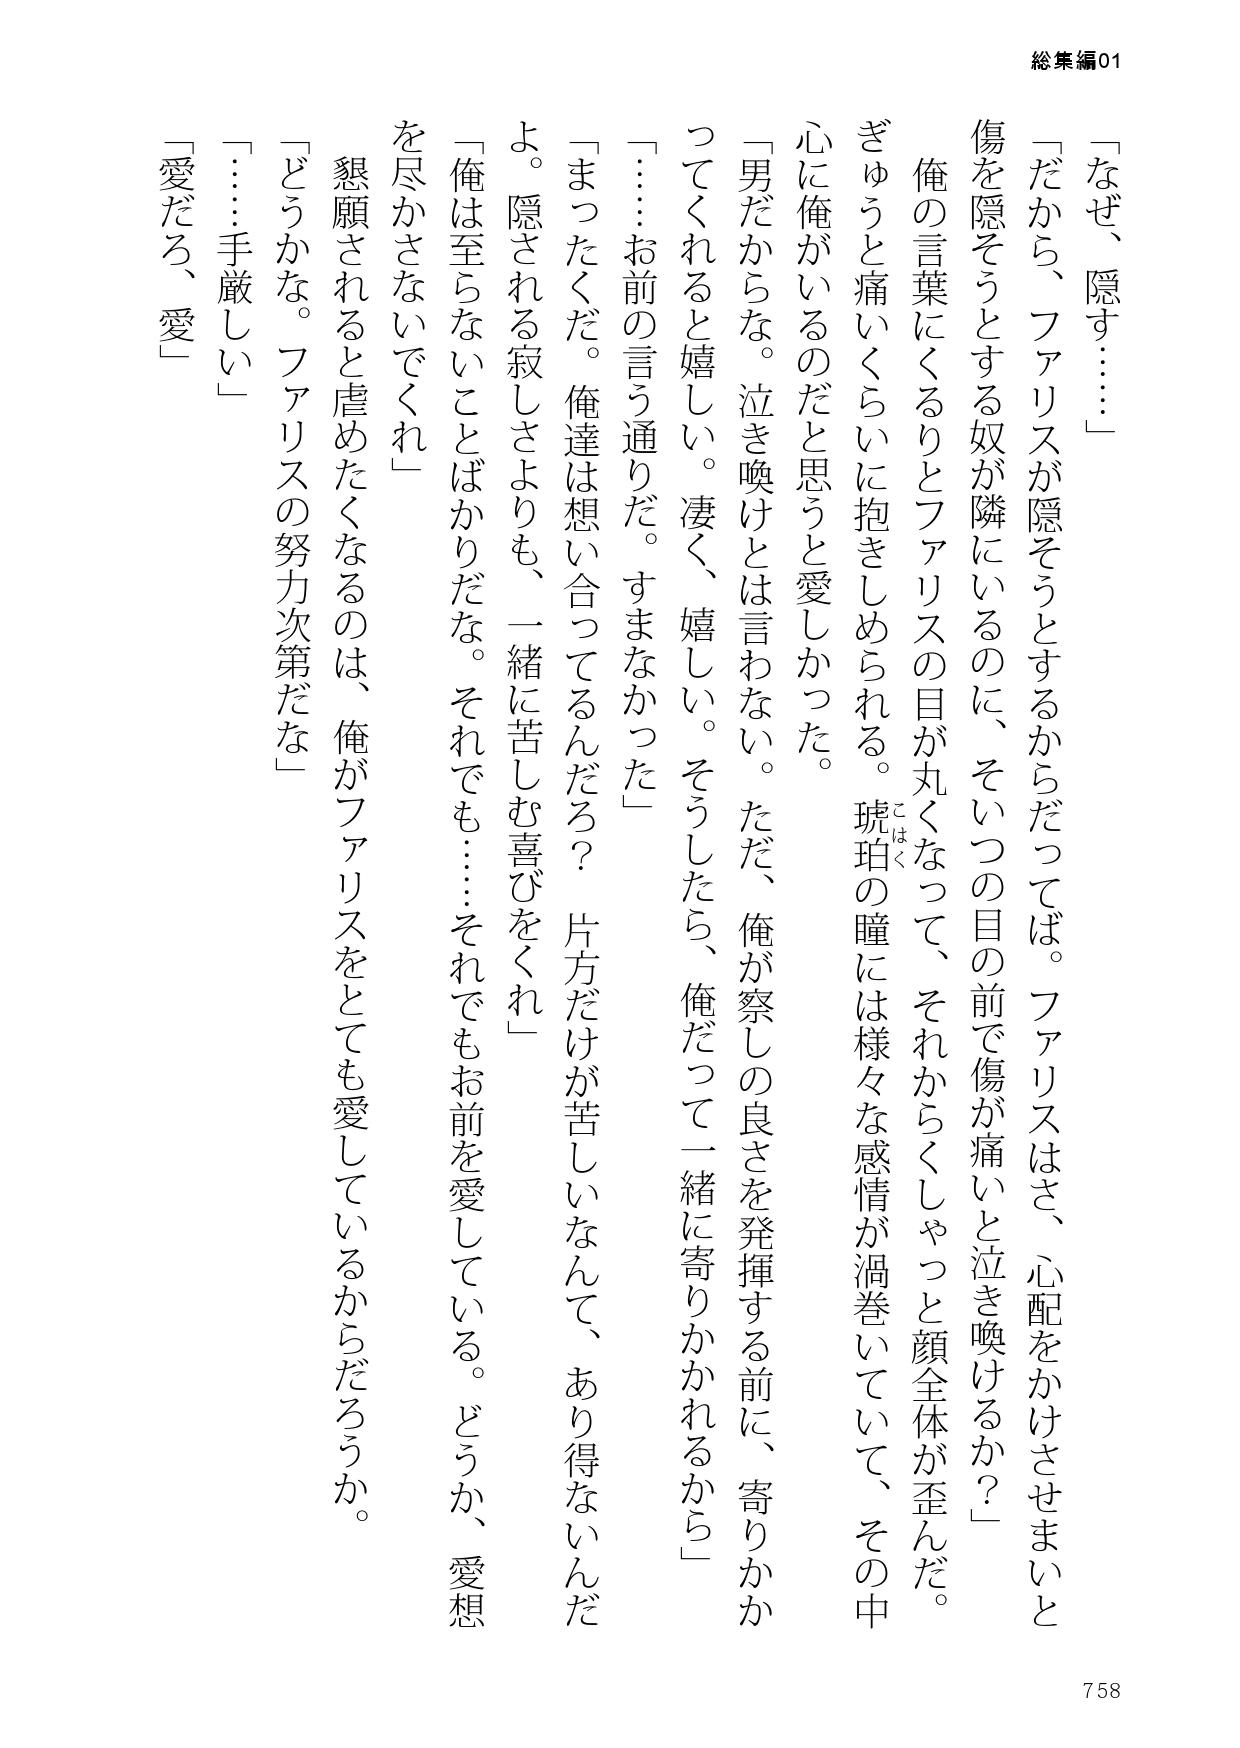 総集編01
「なぜ、隠す……」
「だから、ファリスが隠そうとするからだってば。ファリスはさ、心配をかけさせまいと
傷を隠そうとする奴が隣にいるのに、そいつの目の前で傷が痛いと泣き喚けるか？」
　俺の言葉にくるりとファリスの目が丸くなって、それからくしゃっと顔全体が歪んだ。
ぎゅうと痛いくらいに抱きしめられる。琥珀の瞳には様々な感情が渦巻いていて、その中
こはく
心に俺がいるのだと思うと愛しかった。
「男だからな。泣き喚けとは言わない。ただ、俺が察しの良さを発揮する前に、寄りかか
ってくれると嬉しい。凄く、嬉しい。そうしたら、俺だって一緒に寄りかかれるから」
「……お前の言う通りだ。すまなかった」
「まったくだ。俺達は想い合ってるんだろ？　片方だけが苦しいなんて、あり得ないんだ
よ。隠される寂しさよりも、一緒に苦しむ喜びをくれ」
「俺は至らないことばかりだな。それでも……それでもお前を愛している。どうか、愛想
を尽かさないでくれ」
　懇願されると虐めたくなるのは、俺がファリスをとても愛しているからだろうか。
「どうかな。ファリスの努力次第だな」
「……手厳しい」
「愛だろ、愛」
758